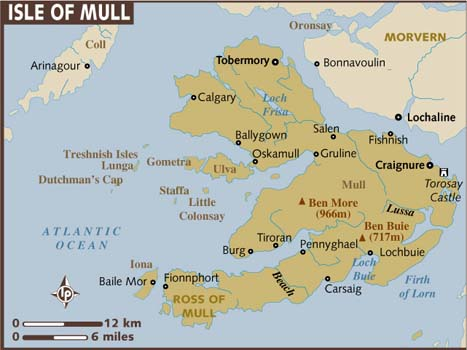 ISLE OF MULL
Coll
Arinagour
Oronsay
MORVERN
Tobermory
Bonnavoulin
Calgary
Loch
Frisa
Lochaline
Ballygown
Salen
Fishnish
Treshnish Isles
Lunga
Dutchman's Cap
Gometra
Oskamull
Gruline
Craignure
Ulva
Staffa
Mull
Torosay
Castle
Little
Colonsay
Ben More
(966m)
Lussa
ATLANTIC
OCEAN
Ben Buie
(717m)
Tiroran
Burg
Pennyghael
Lochbuie
Iona
Loch
Buie
Baile Mor
Fionnphort
Beach
Carsaig
Firth
of Lorn
ROSS OF
MULL
LP
0
12 km
0
6 miles